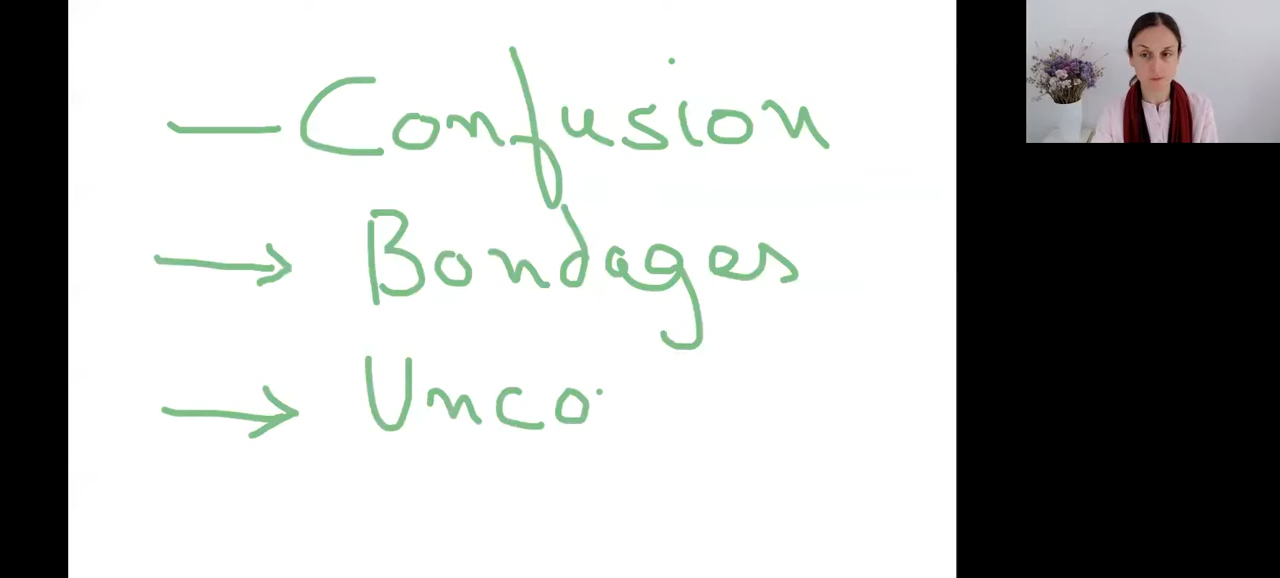 — Confusion
→ Bondages
→ Unco